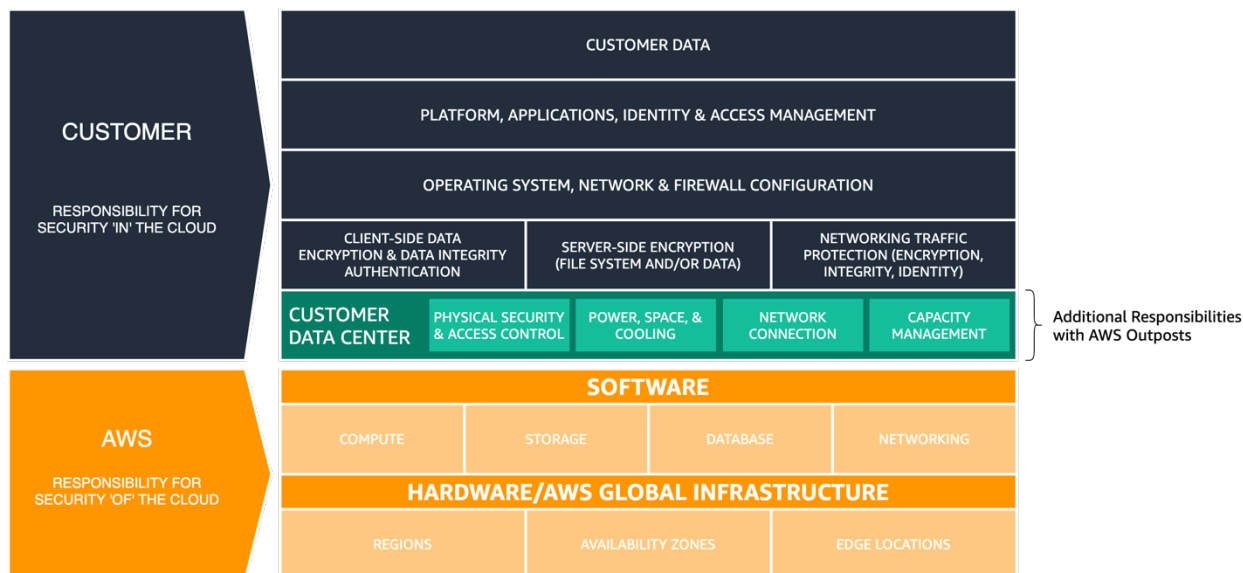 CUSTOMER
RESPONSIBILITY FOR
SECURITY 'IN' THE CLOUD
CUSTOMER DATA
PLATFORM, APPLICATIONS, IDENTITY & ACCESS MANAGEMENT
OPERATING SYSTEM, NETWORK & FIREWALL CONFIGURATION
CLIENT-SIDE DATA
ENCRYPTION & DATA INTEGRITY
AUTHENTICATION
SERVER-SIDE ENCRYPTION
(FILE SYSTEM AND/OR DATA)
NETWORKING TRAFFIC
PROTECTION (ENCRYPTION,
INTEGRITY, IDENTITY)
CUSTOMER
DATA CENTER
PHYSICAL SECURITY
& ACCESS CONTROL
POWER, SPACE, &
COOLING
NETWORK
CONNECTION
CAPACITY
MANAGEMENT
Additional Responsibilities
with AWS Outposts
AWS
RESPONSIBILITY FOR
SECURITY 'OF' THE CLOUD
SOFTWARE
COMPUTE
STORAGE
DATABASE
NETWORKING
HARDWARE/AWS GLOBAL INFRASTRUCTURE
REGIONS
AVAILABILITY ZONES
EDGE LOCATIONS